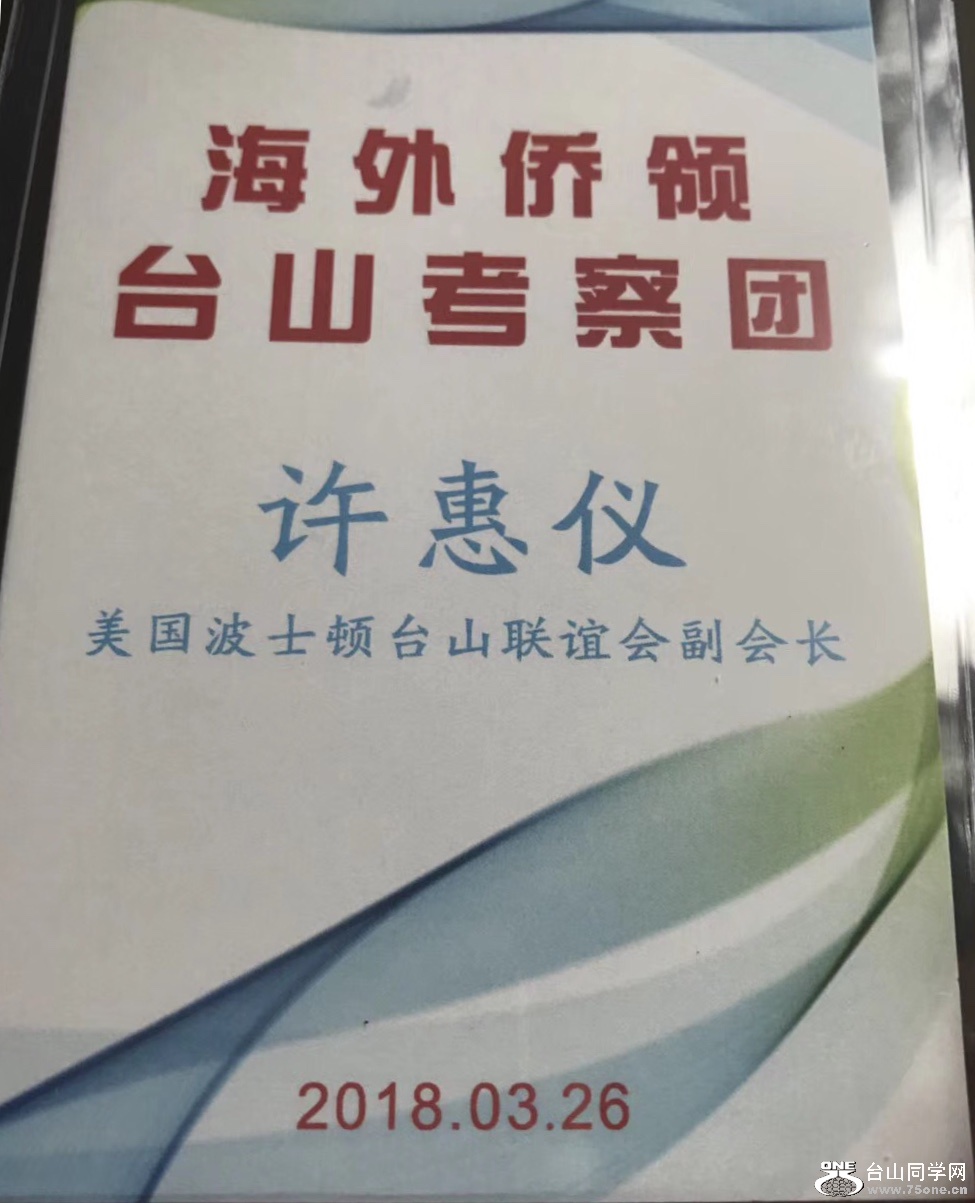 海外侨领
台山考察团
许惠仪
美国波士顿台山联谊会副会长
2018.03.26
ONE 台山同学网
www.75one.cn